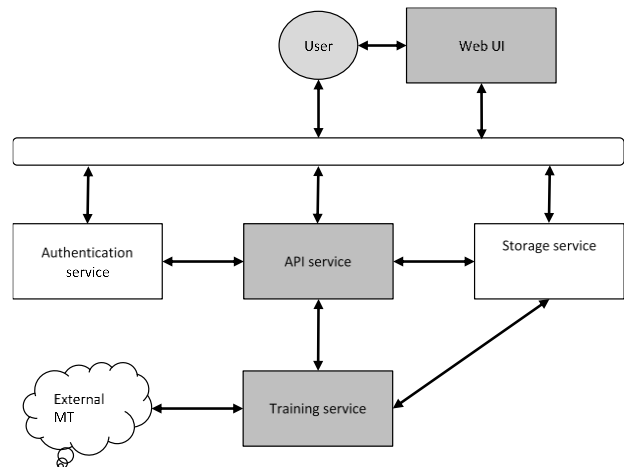 User
Web UI
Authentication
service
API service
Storage service
External
MT
Training service